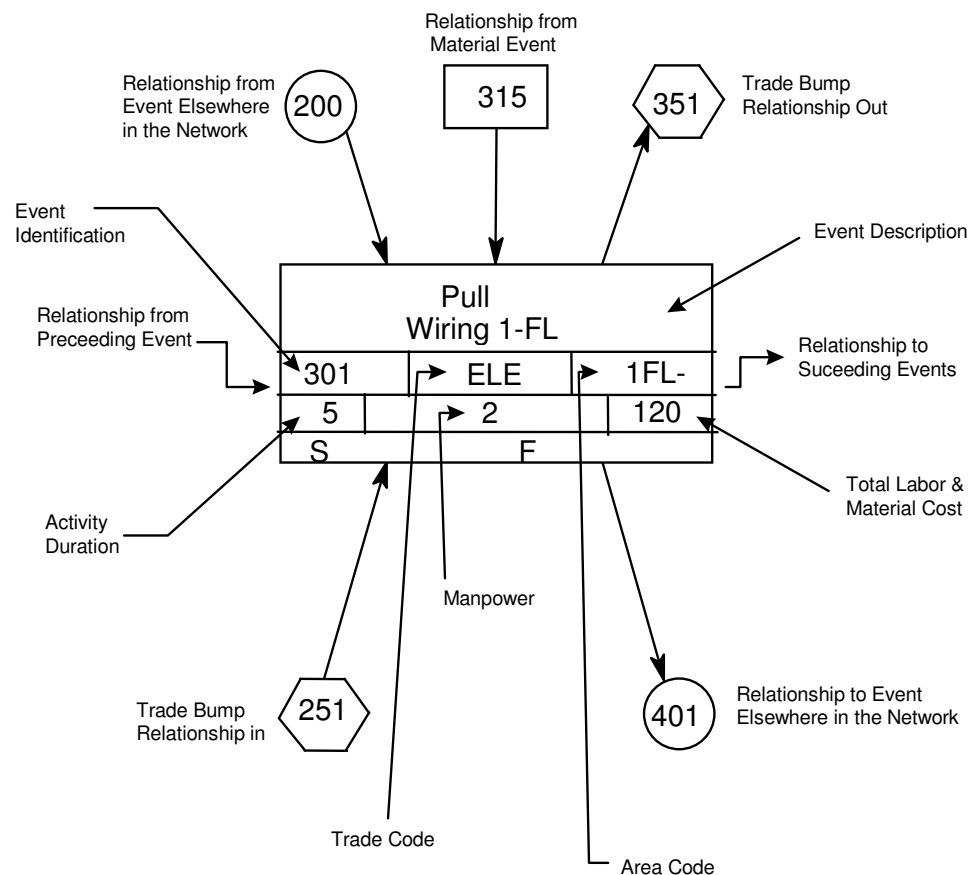 Relationship from
Material Event
Relationship from
Event Elsewhere
in the Network
200
315
351
Trade Bump
Relationship Out
Event
Identification
Event Description
Pull
Wiring 1-FL
Relationship from
Preceeding Event
301
ELE
1FL-
Relationship to
Suceeding Events
5
2
120
S
F
Total Labor &
Material Cost
Activity
Duration
Manpower
Trade Bump
Relationship in
251
401
Relationship to Event
Elsewhere in the Network
Trade Code
Area Code